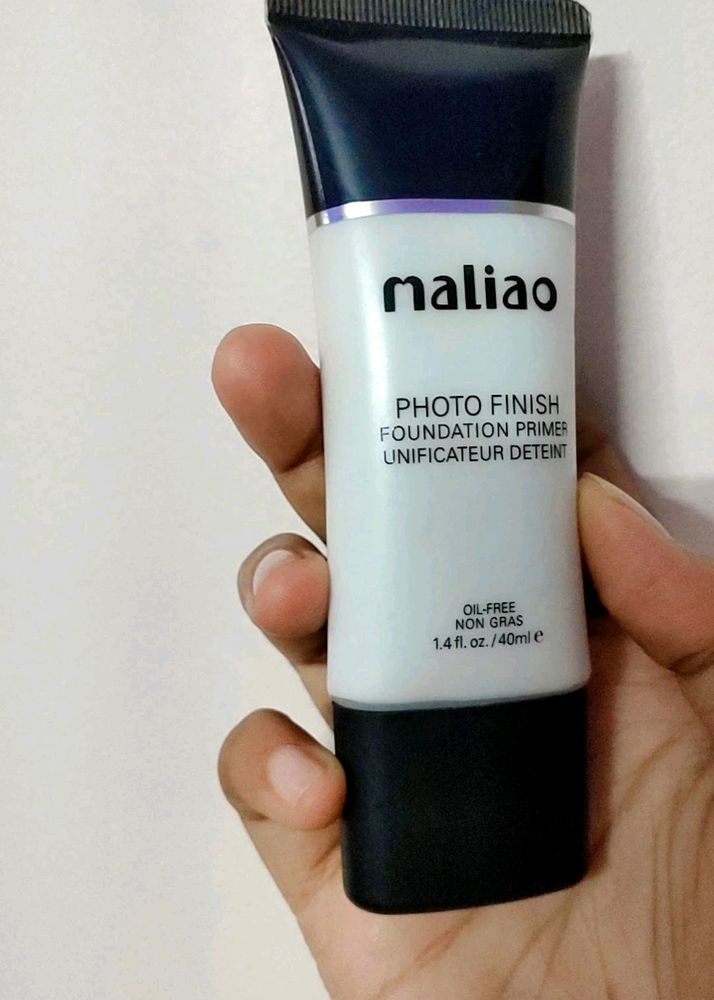 maliao
PHOTO FINISH
FOUNDATION PRIMER
UNIFICATEUR DETEINT
OIL-FREE
NON GRAS
1.4 fl. oz. / 40ml ℮